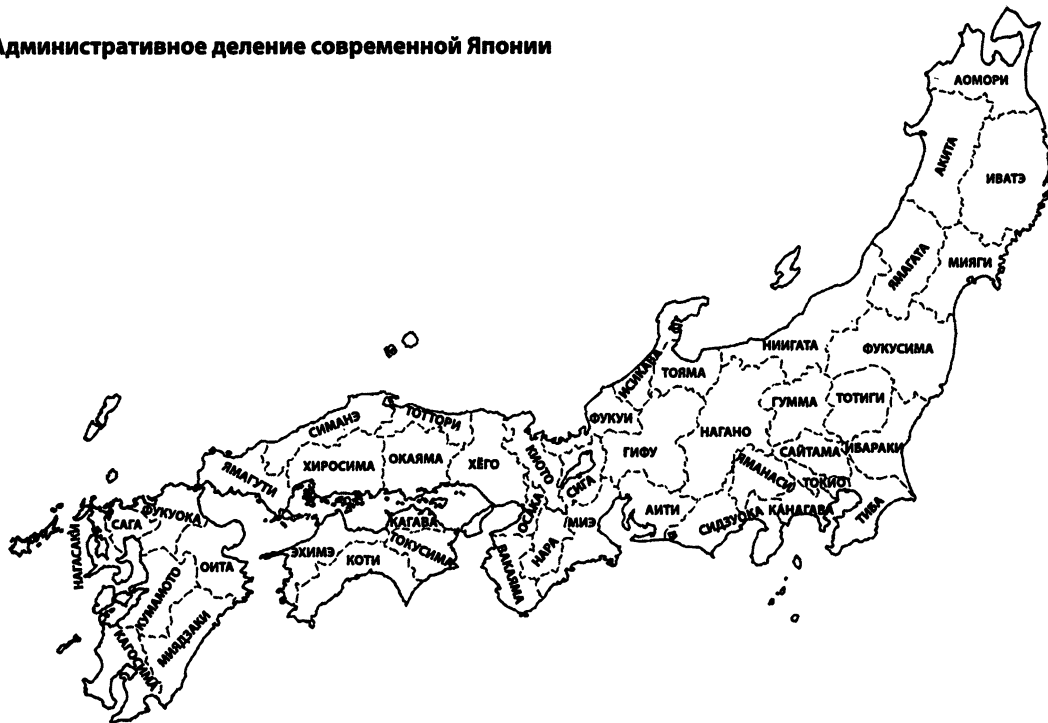 Административное деление современной Японии
АОМОРИ
АКИТА
ИВАТЭ
ЯМАГАТА
МИЯГИ
НИИГАТА
ФУКУСИМА
ИСИКАВА
ТОЯМА
ГУММА
ТОТИГИ
ФУКУИ
НАГАНО
СИМАНЭ
ТОТТОРИ
ГИФУ
САЙТАМА
ИБАРАКИ
ЯМАГУТИ
ХИРОСИМА
ОКАЯМА
ХЁГО
КИОТО
СИГА
ЯМАНАСИ
ТОКИО
НАГАСАКИ
САГА
ФУКУОКА
КАГАВА
ОСАКА
МИЭ
АИТИ
СИДЗУОКА
КАНАГАВА
ТИБА
ЭХИМЭ
КОТИ
ТОКУСИМА
ВАКАЯМА
НАРА
ОИТА
КУМАМОТО
МИЯДЗАКИ
КАГОСИМА